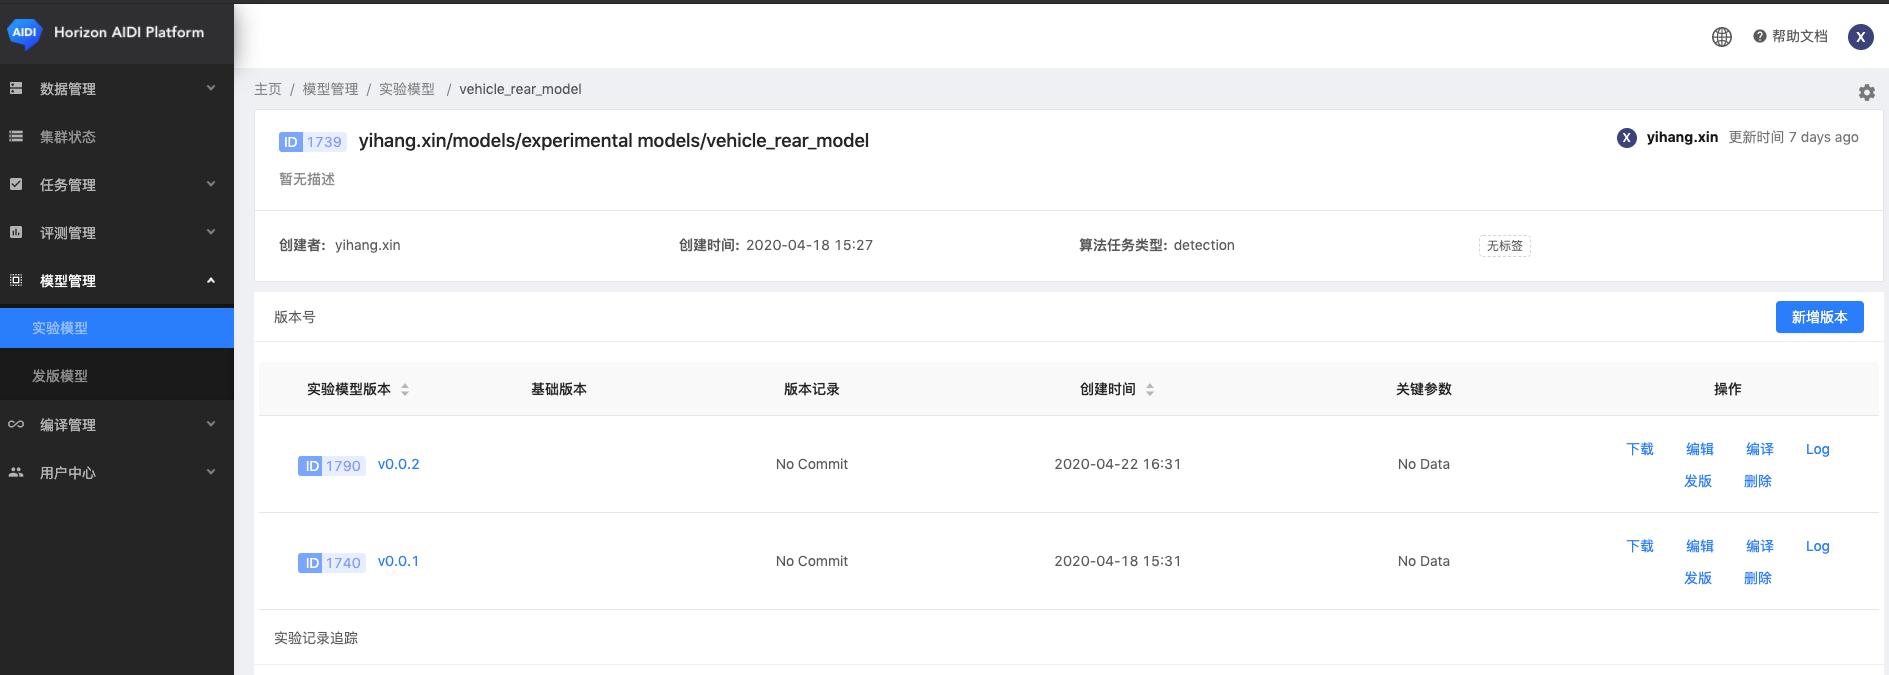 AIDI Horizon AIDI Platform
帮助文档 X
数据管理
集群状态
任务管理
评测管理
模型管理
实验模型
发版模型
编译管理
用户中心
主页 / 模型管理 / 实验模型 / vehicle_rear_model
ID 1739 yihang.xin/models/experimental models/vehicle_rear_model
X yihang.xin 更新时间 7 days ago
暂无描述
创建者: yihang.xin 创建时间: 2020-04-18 15:27 算法任务类型: detection 无标签
版本号 新增版本
实验模型版本 基础版本 版本记录 创建时间 关键参数 操作
ID 1790 v0.0.2 No Commit 2020-04-22 16:31 No Data 下载 编辑 编译 Log
发版 删除
ID 1740 v0.0.1 No Commit 2020-04-18 15:31 No Data 下载 编辑 编译 Log
发版 删除
实验记录追踪